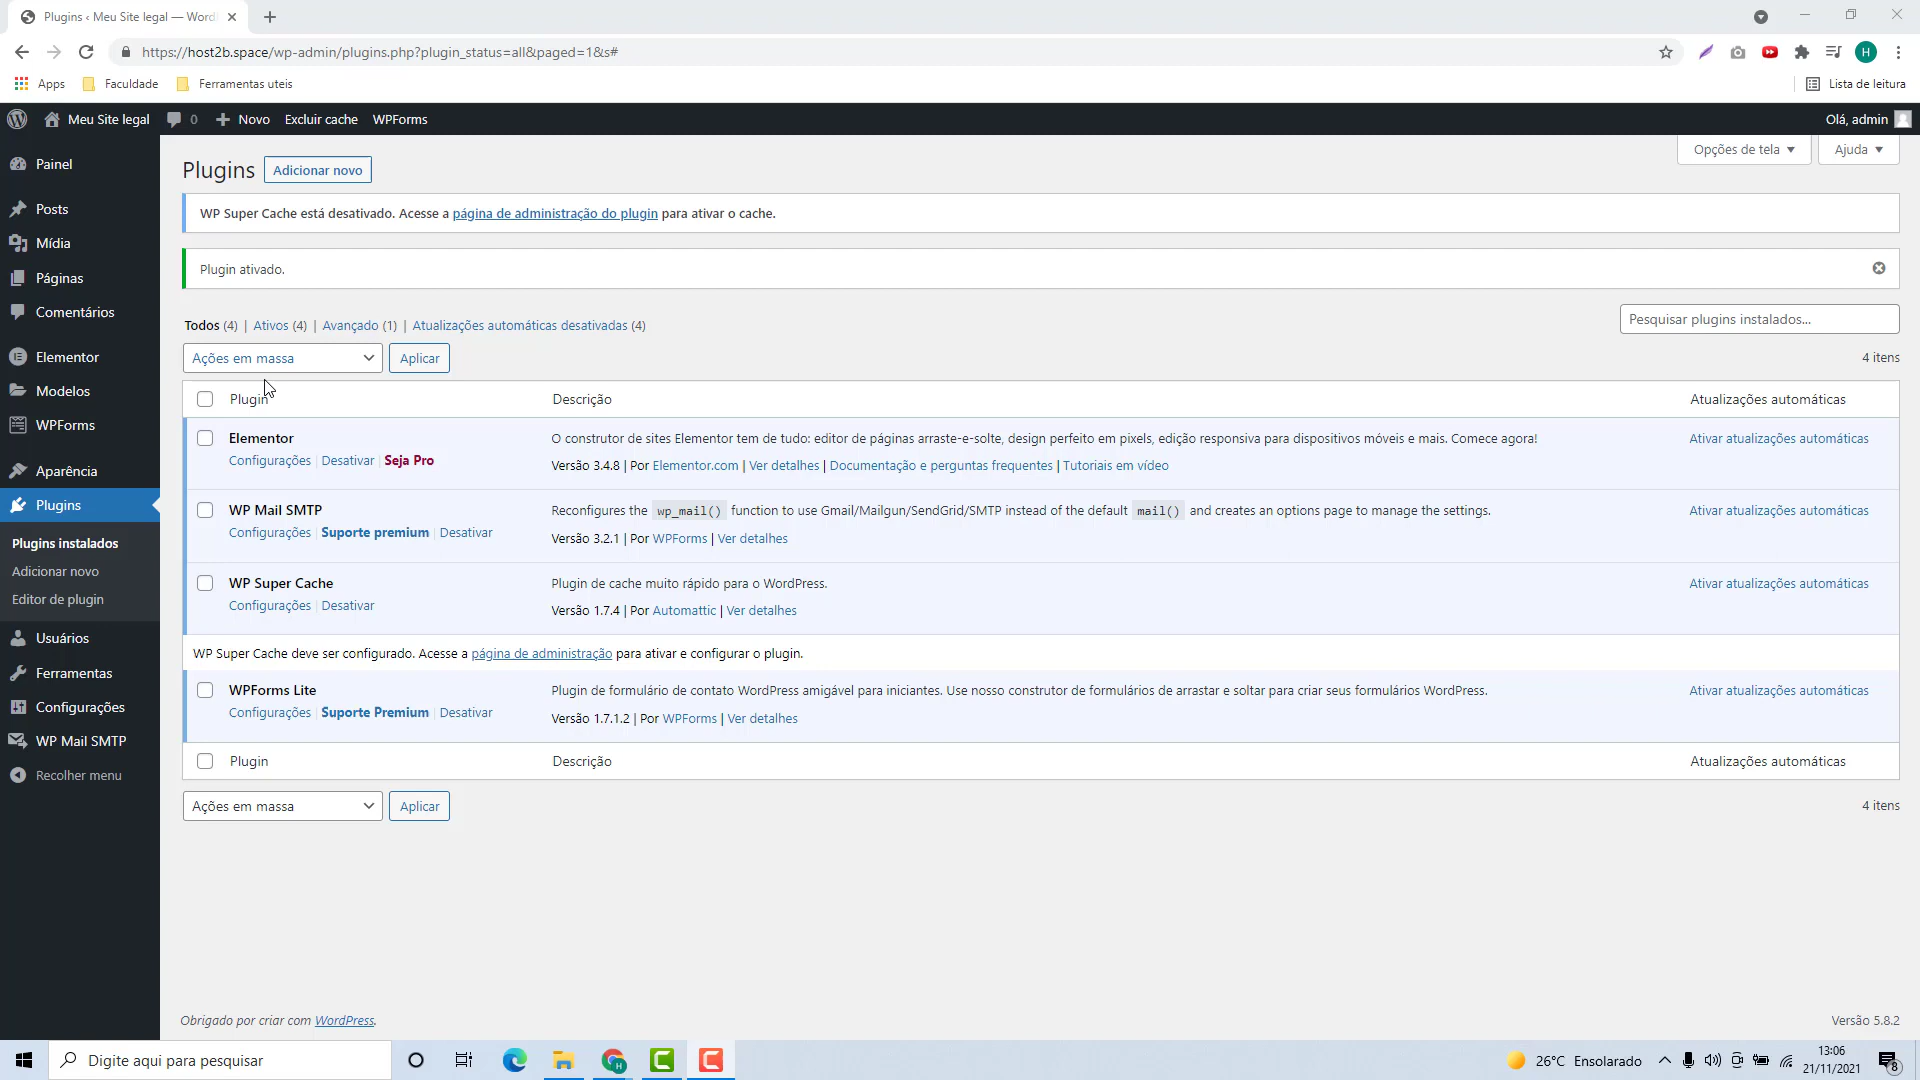 Plugins ‹ Meu Site legal — Word
https://host2b.space/wp-admin/plugins.php?plugin_status=all&paged=1&s#
H
Apps
Faculdade
Ferramentas uteis
Lista de leitura
Meu Site legal
0
Novo
Excluir cache
WPForms
Olá, admin
Painel
Posts
Mídia
Páginas
Comentários
Elementor
Modelos
WPForms
Aparência
Plugins
Plugins instalados
Adicionar novo
Editor de plugin
Usuários
Ferramentas
Configurações
WP Mail SMTP
Recolher menu
Opções de tela
Ajuda
Plugins
Adicionar novo
WP Super Cache está desativado. Acesse a página de administração do plugin para ativar o cache.
Plugin ativado.
Todos (4) | Ativos (4) | Avançado (1) | Atualizações automáticas desativadas (4)
Pesquisar plugins instalados...
Ações em massa
Aplicar
4 itens
Plugin
Descrição
Atualizações automáticas
Elementor
O construtor de sites Elementor tem de tudo: editor de páginas arraste-e-solte, design perfeito em pixels, edição responsiva para dispositivos móveis e mais. Comece agora!
Ativar atualizações automáticas
Configurações | Desativar | Seja Pro
Versão 3.4.8 | Por Elementor.com | Ver detalhes | Documentação e perguntas frequentes | Tutoriais em vídeo
WP Mail SMTP
Reconfigures the wp_mail() function to use Gmail/Mailgun/SendGrid/SMTP instead of the default mail() and creates an options page to manage the settings.
Ativar atualizações automáticas
Configurações | Suporte premium | Desativar
Versão 3.2.1 | Por WPForms | Ver detalhes
WP Super Cache
Plugin de cache muito rápido para o WordPress.
Ativar atualizações automáticas
Configurações | Desativar
Versão 1.7.4 | Por Automattic | Ver detalhes
WP Super Cache deve ser configurado. Acesse a página de administração para ativar e configurar o plugin.
WPForms Lite
Plugin de formulário de contato WordPress amigável para iniciantes. Use nosso construtor de formulários de arrastar e soltar para criar seus formulários WordPress.
Ativar atualizações automáticas
Configurações | Suporte Premium | Desativar
Versão 1.7.1.2 | Por WPForms | Ver detalhes
Plugin
Descrição
Atualizações automáticas
Ações em massa
Aplicar
4 itens
Obrigado por criar com WordPress.
Versão 5.8.2
Digite aqui para pesquisar
26°C Ensolarado
13:06
21/11/2021
8